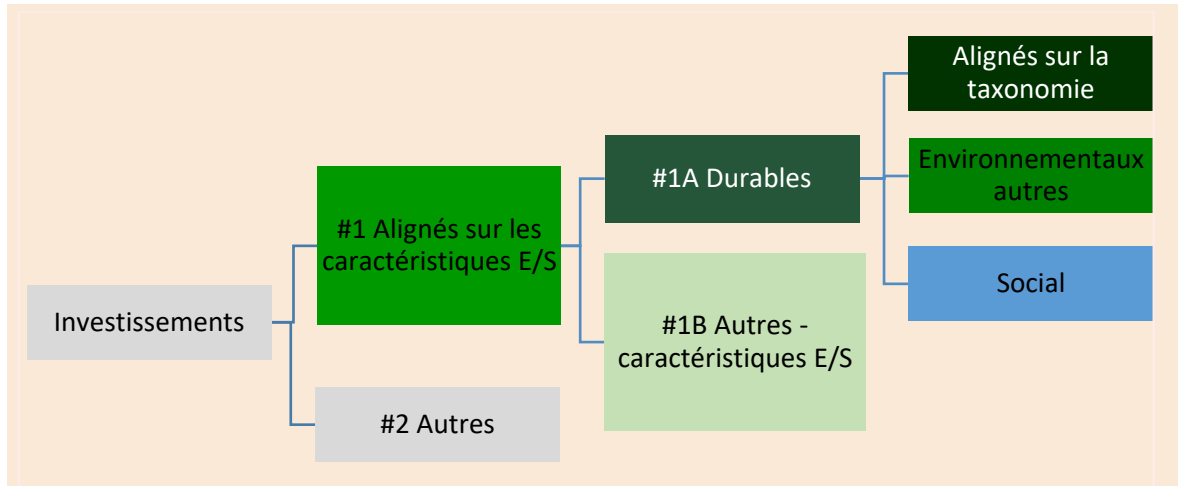 Investissements
#1 Alignés sur les
caractéristiques E/S
#2 Autres
#1A Durables
#1B Autres -
caractéristiques E/S
Alignés sur la
taxonomie
Environnementaux
autres
Social